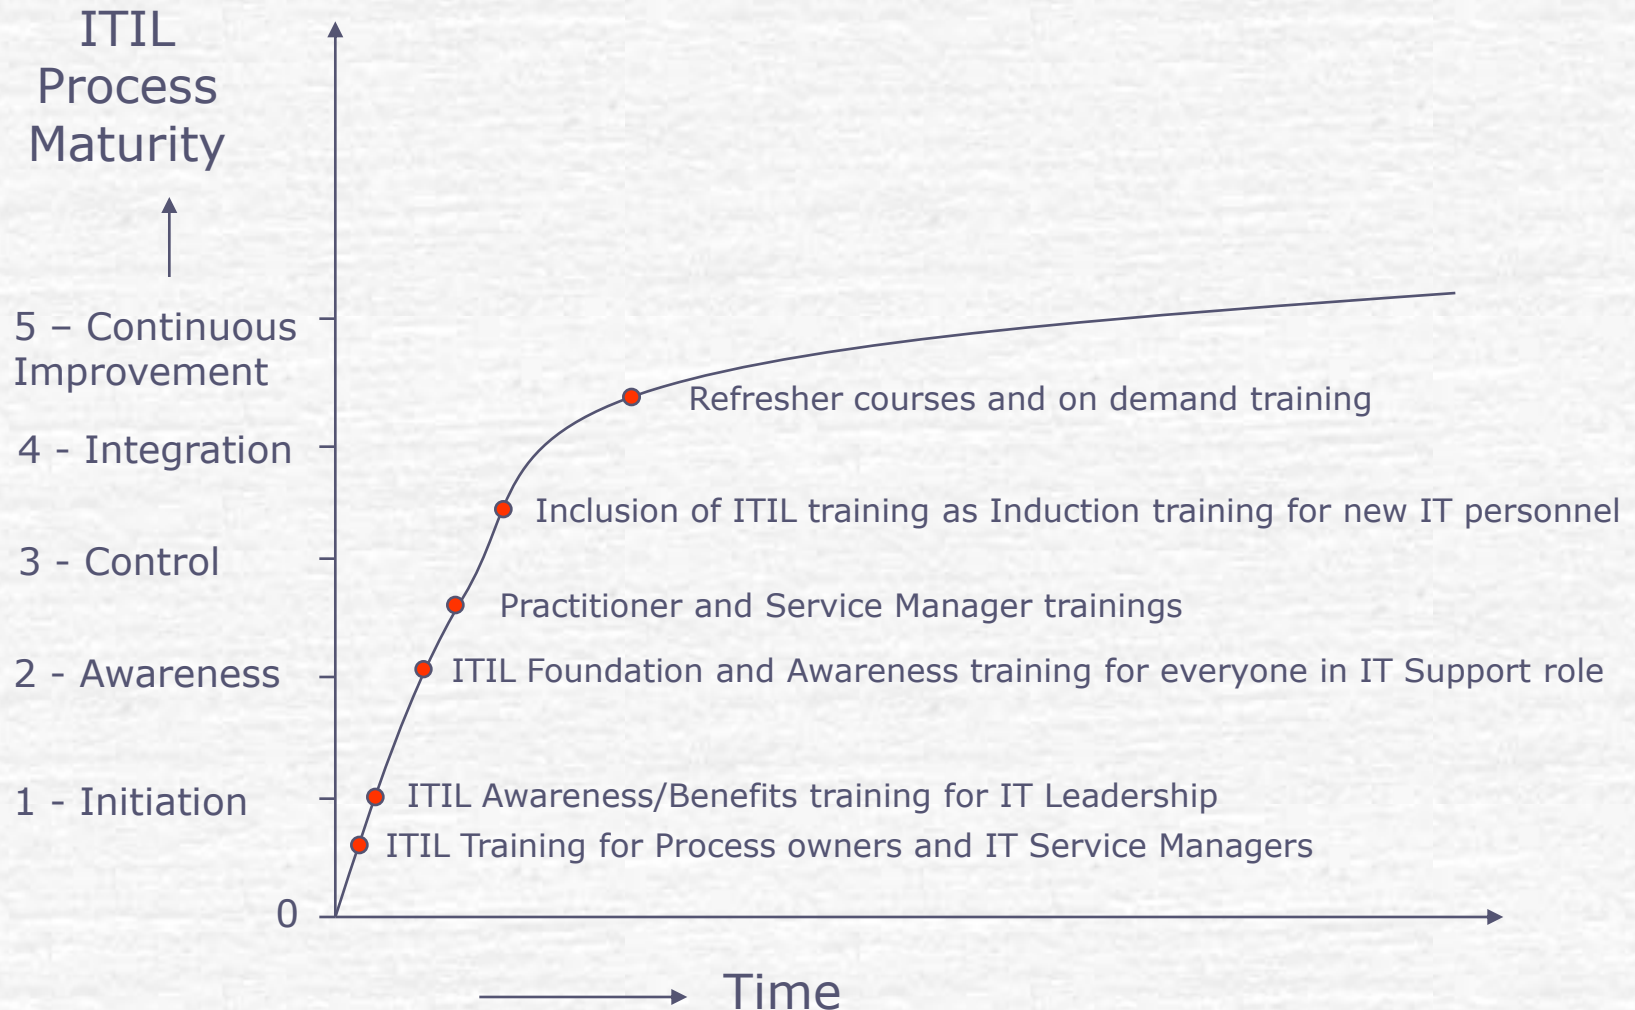 ITIL
Process
Maturity
5 – Continuous
Improvement
Refresher courses and on demand training
4 - Integration
Inclusion of ITIL training as Induction training for new IT personnel
3 - Control
Practitioner and Service Manager trainings
2 - Awareness
ITIL Foundation and Awareness training for everyone in IT Support role
1 - Initiation
ITIL Awareness/Benefits training for IT Leadership
ITIL Training for Process owners and IT Service Managers
0
Time